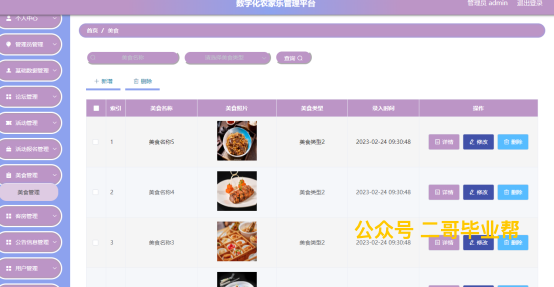 数字化农家乐管理平台
管理员 admin 退出登录
个人中心
管理员管理
基础数据管理
论坛管理
活动管理
活动报名管理
美食管理
美食管理
客房管理
公告信息管理
用户管理
首页 / 美食
美食名称
请选择美食类型
查询
+ 新增
删除
索引 美食名称 美食照片 美食类型 录入时间 操作
1 美食名称5 美食类型2 2023-02-24 09:30:48 详情 修改 删除
2 美食名称4 美食类型2 2023-02-24 09:30:48 详情 修改 删除
3 美食名称3 美食类型2 2023-02-24 09:30:48 详情 修改 删除
公众号 二哥毕业帮